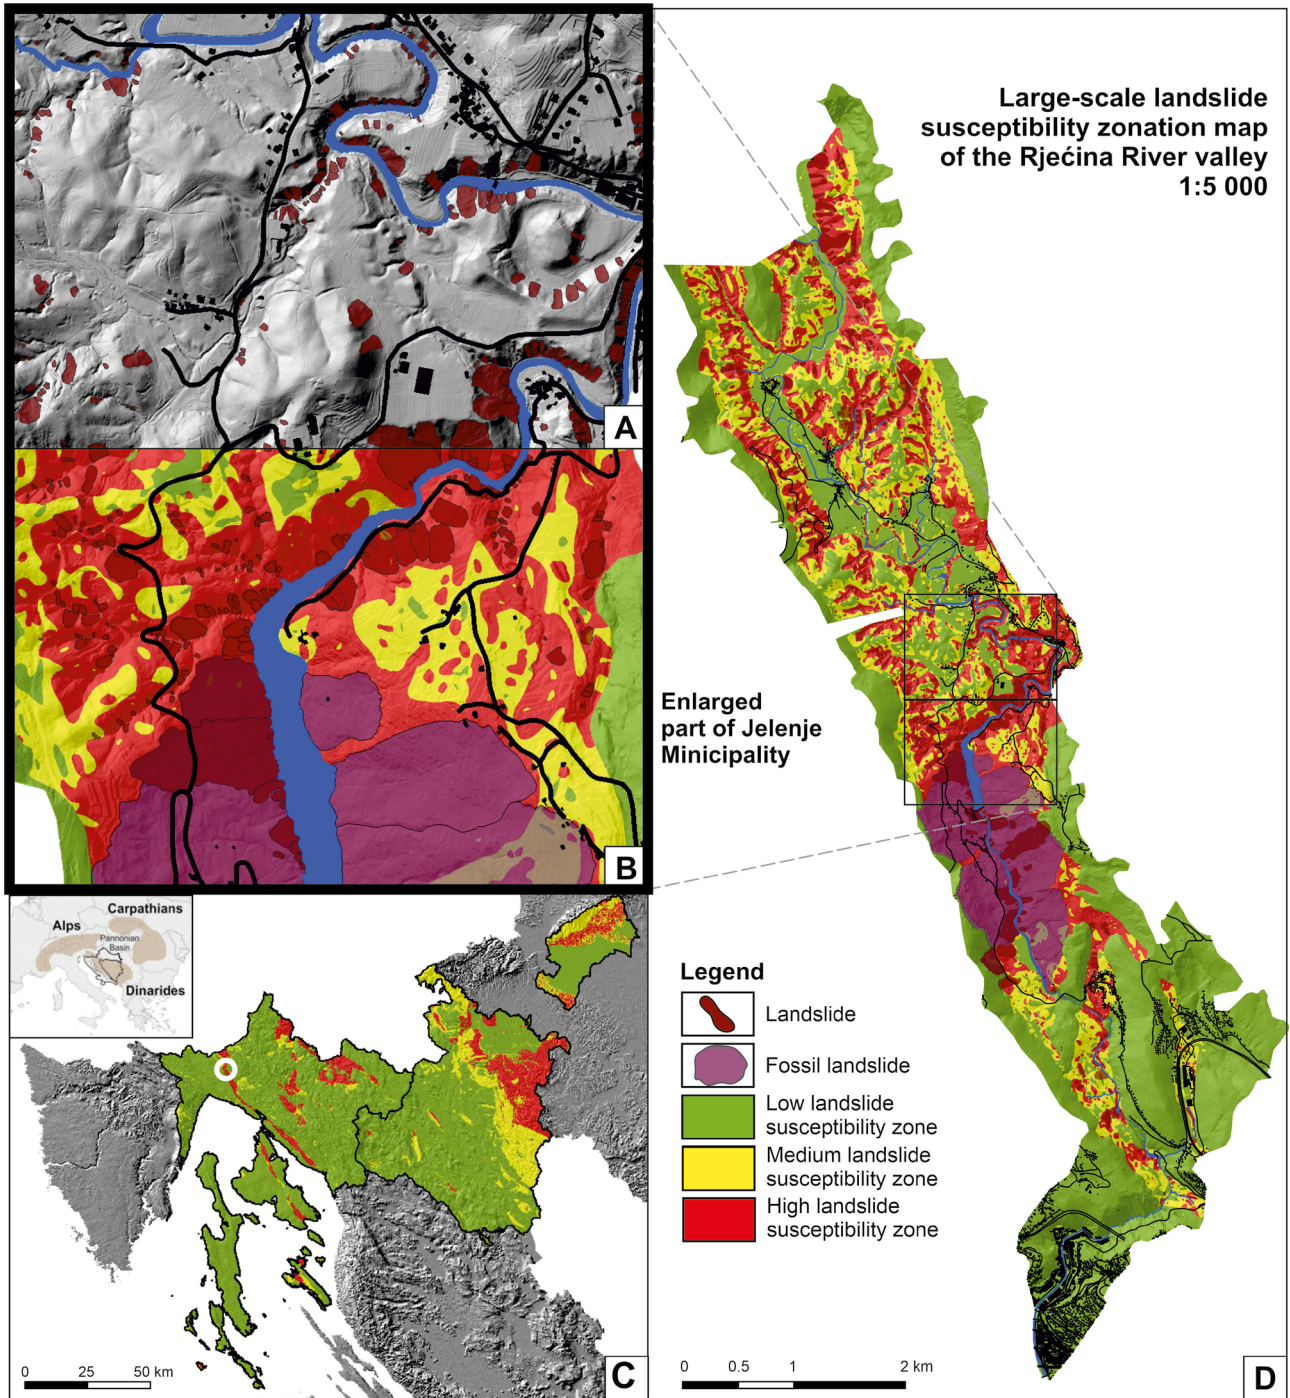 Large-scale landslide
susceptibility zonation map
of the Rjećina River valley
1:5 000
A
B
Enlarged
part of Jelenje
Minicipality
Carpathians
Alps
Pannonian
Basin
Dinarides
Legend
Landslide
Fossil landslide
Low landslide
susceptibility zone
Medium landslide
susceptibility zone
High landslide
susceptibility zone
0 25 50 km
C
0 0.5 1 2 km
D